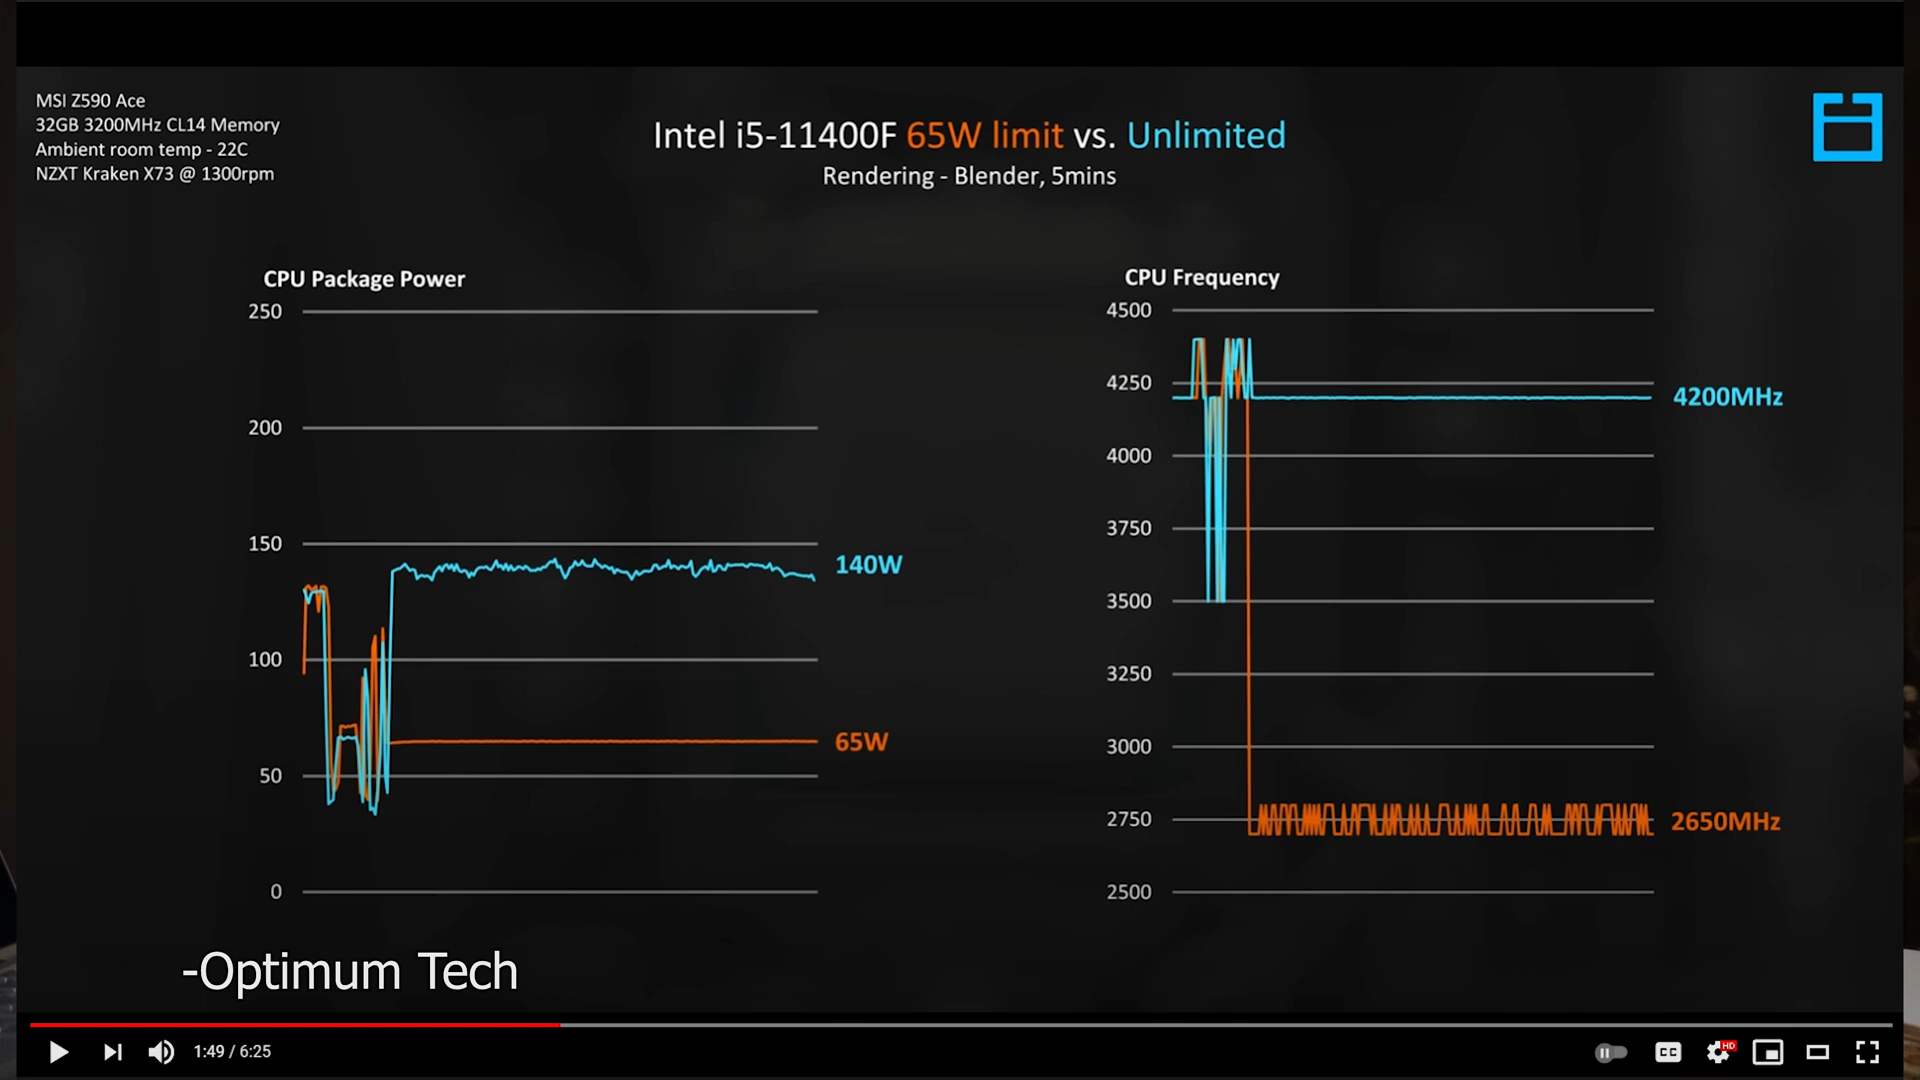 MSI Z590 Ace
32GB 3200MHz CL14 Memory
Ambient room temp - 22C
NZXT Kraken X73 @ 1300rpm
Intel i5-11400F 65W limit vs. Unlimited
Rendering - Blender, 5mins
CPU Package Power
250
200
150
100
50
0
140W
65W
CPU Frequency
4500
4250
4000
3750
3500
3250
3000
2750
2500
4200MHz
2650MHz
-Optimum Tech
1:49 / 6:25
CC
HD